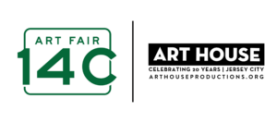 ART FAIR
14C
ART HOUSE
CELEBRATING 20 YEARS | JERSEY CITY
ARTHOUSEPRODUCTIONS.ORG